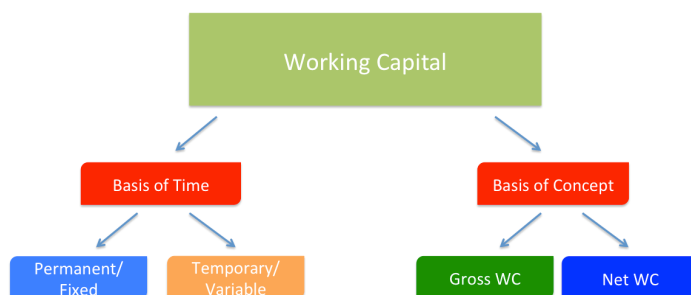 Working Capital
Basis of Time
Basis of Concept
Permanent/
Fixed
Temporary/
Variable
Gross WC
Net WC